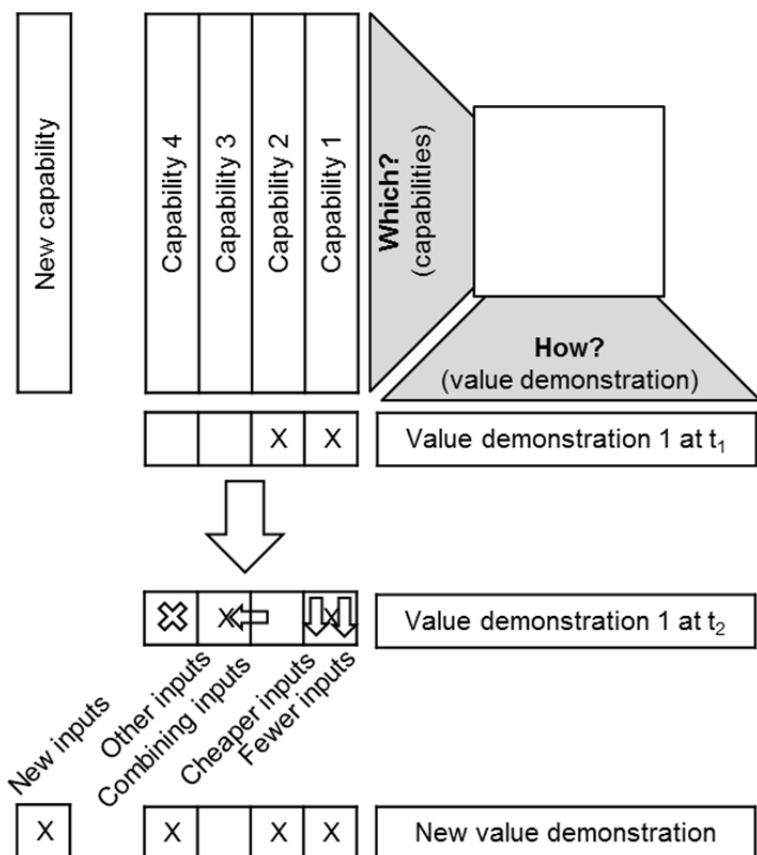 New capability
Capability 4
Capability 3
Capability 2
Capability 1
Which?
(capabilities)
How?
(value demonstration)
X X
Value demonstration 1 at t₁
X X
Value demonstration 1 at t₂
New inputs
Other inputs
Combining inputs
Cheaper inputs
Fewer inputs
X X X X
New value demonstration